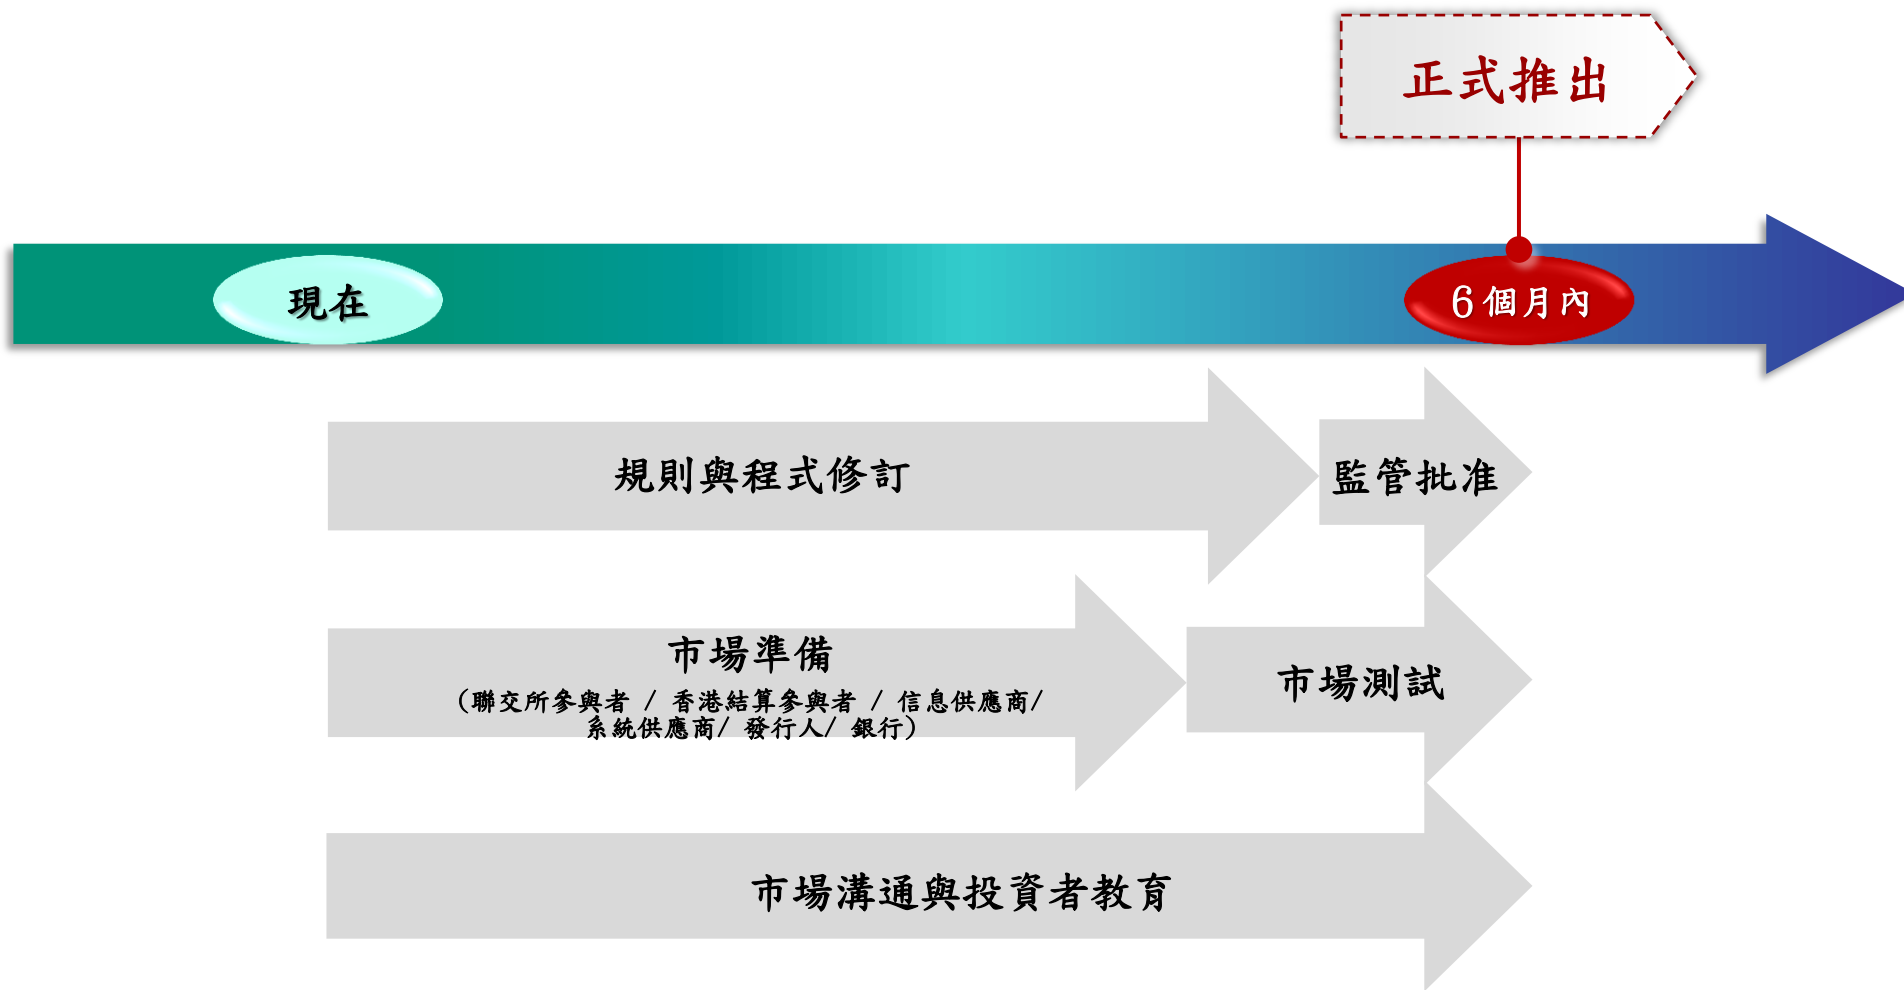 正式推出
現在
6個月內
規則與程式修訂
監管批准
市場準備
(聯交所參與者 / 香港結算參與者 / 信息供應商/
系統供應商/ 發行人/ 銀行)
市場測試
市場溝通與投資者教育